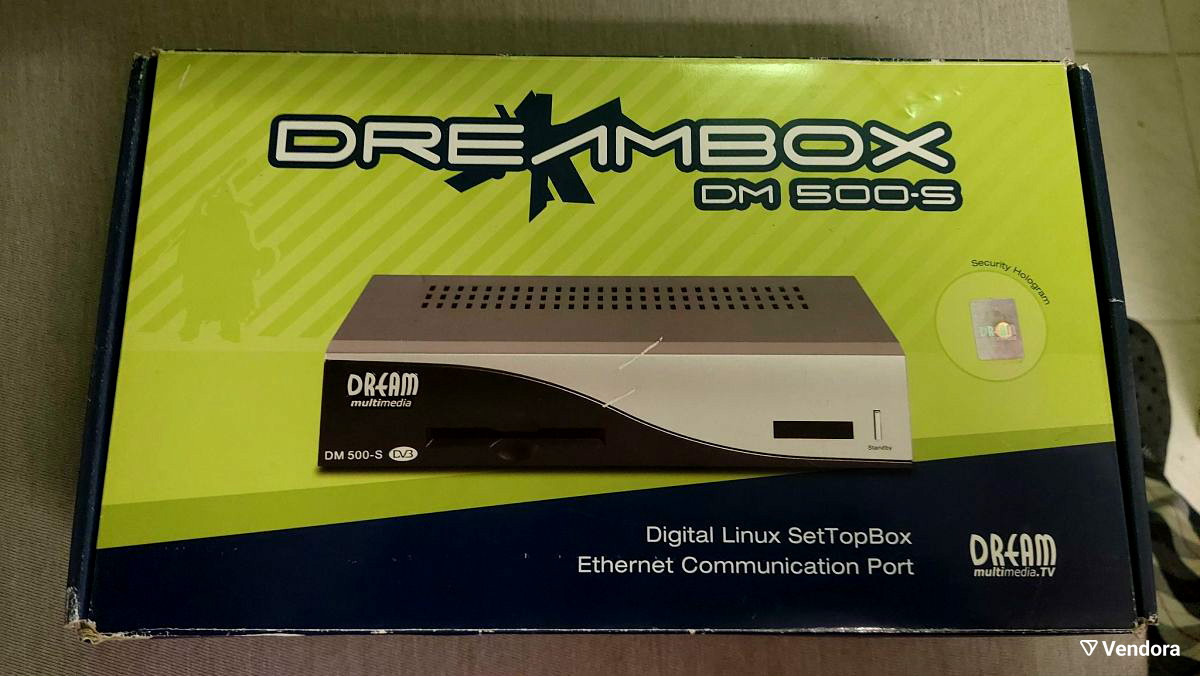 DREAMBOX
DM 500-S
Security Hologram
DREAM
DREAM
multimedia
DM 500-S DVB
Standby
Digital Linux SetTopBox
Ethernet Communication Port
DREAM
multimedia.TV
Vendora